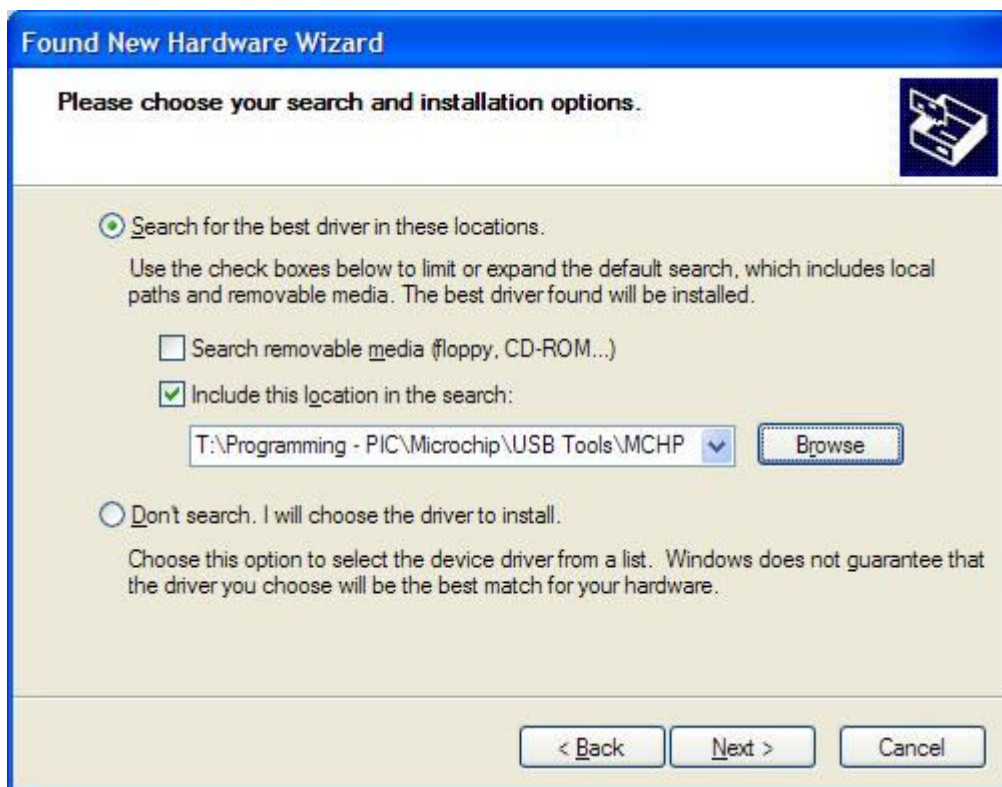 Found New Hardware Wizard
Please choose your search and installation options.
Search for the best driver in these locations.
Use the check boxes below to limit or expand the default search, which includes local
paths and removable media. The best driver found will be installed.
Search removable media (floppy, CD-ROM...)
Include this location in the search:
T:\Programming - PIC\Microchip\USB Tools\MCHP
Browse
Don't search. I will choose the driver to install.
Choose this option to select the device driver from a list. Windows does not guarantee that
the driver you choose will be the best match for your hardware.
< Back Next > Cancel